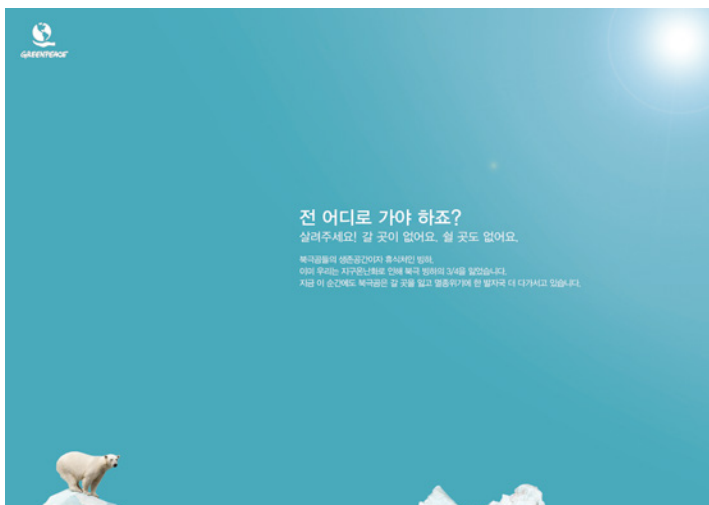 GREENPEACE
전 어디로 가야 하죠?
살려주세요! 갈 곳이 없어요. 쉴 곳도 없어요.
북극곰들의 생존공간이자 휴식처인 빙하.
이미 우리는 지구온난화로 인해 북극 빙하의 3/4을 잃었습니다.
지금 이 순간에도 북극곰은 갈 곳을 잃고 멸종위기에 한 발자국 더 다가서고 있습니다.